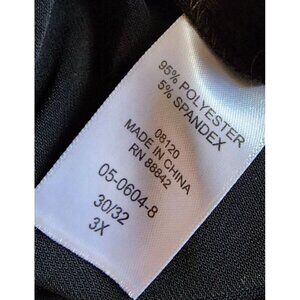 95% POLYESTER
5% SPANDEX
08120
MADE IN CHINA
RN 88842
05-0604-8
30/32
3X